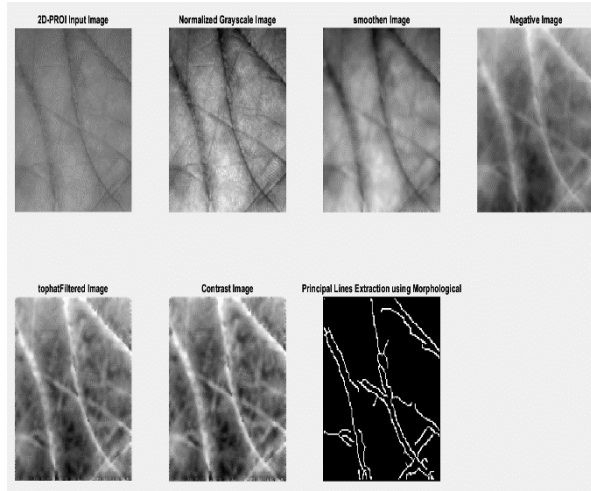 2D-PROI Input Image
Normalized Grayscale Image
smoothen Image
Negative Image
tophatFiltered Image
Contrast Image
Principal Lines Extraction using Morphological